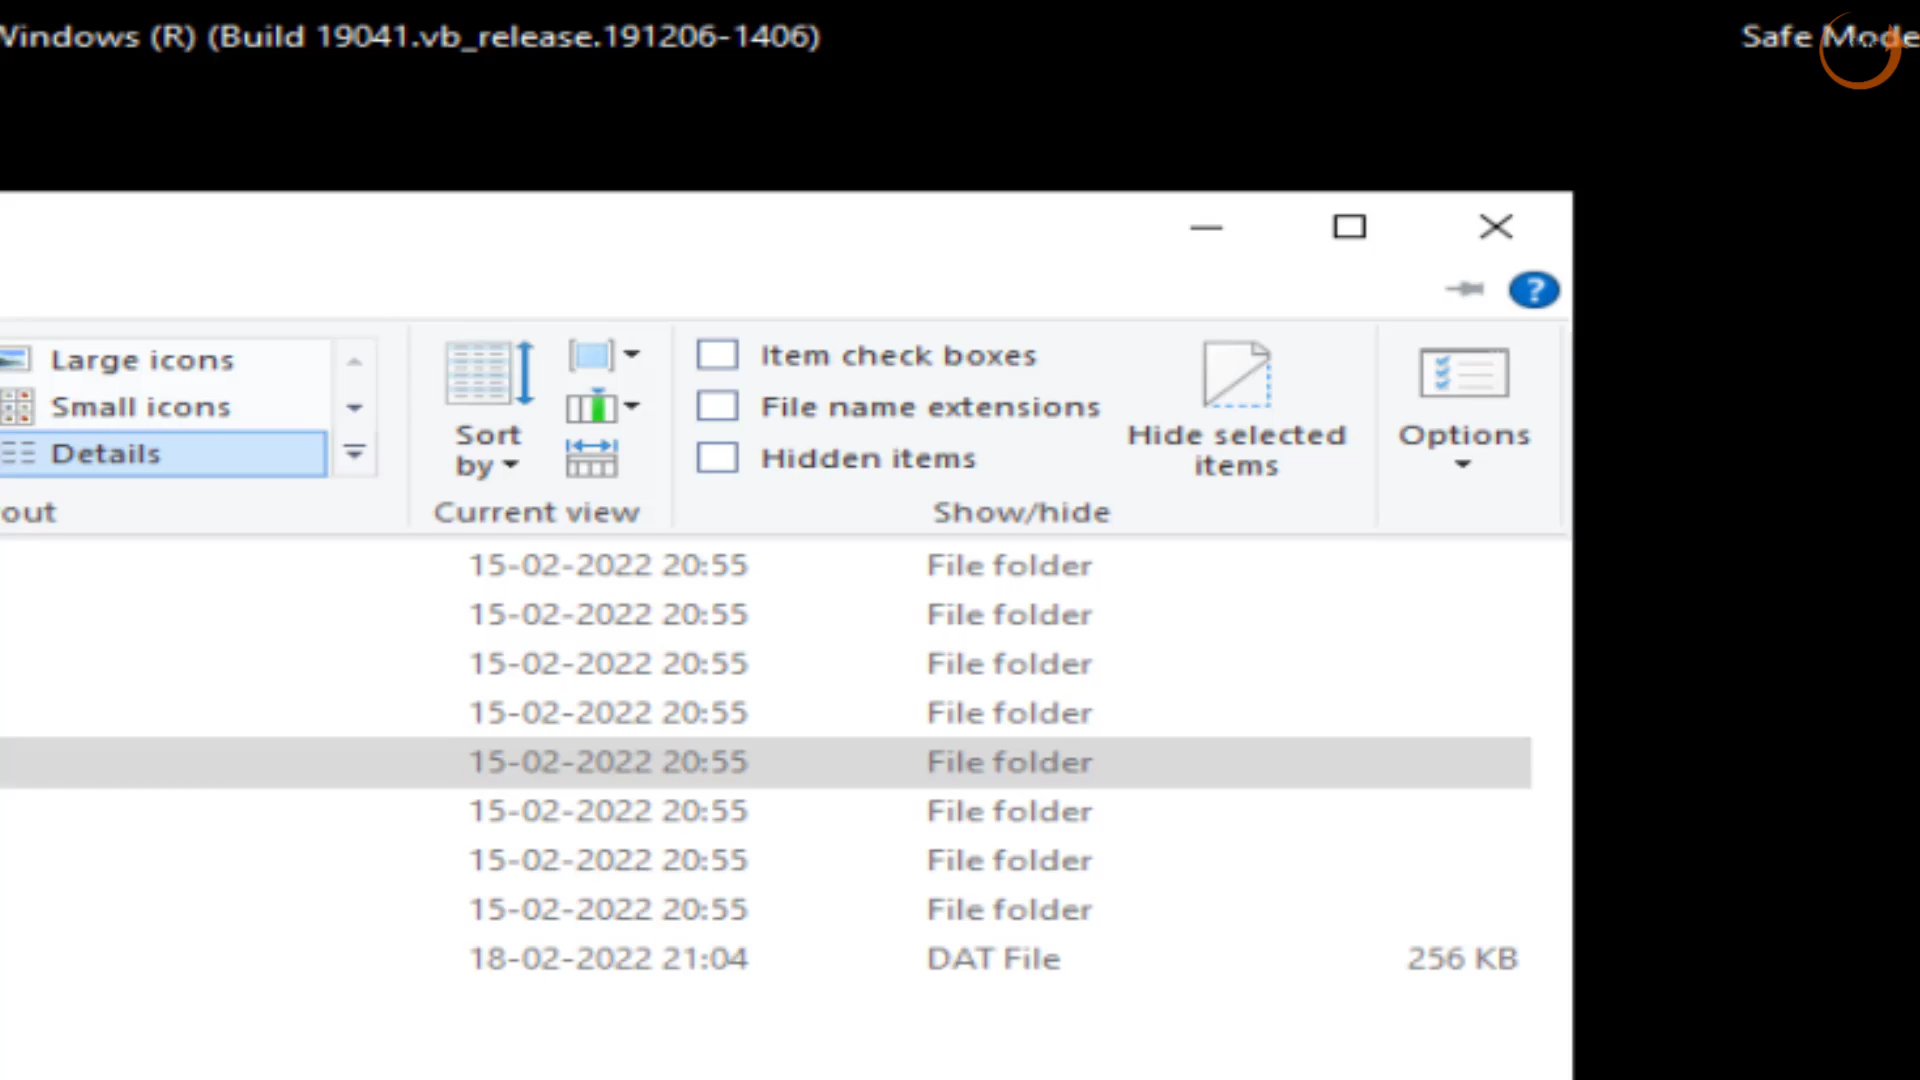 Windows (R) (Build 19041.vb_release.191206-1406)
Safe Mode
Large icons
Small icons
Details
out
Sort
by
Current view
Item check boxes
File name extensions
Hidden items
Hide selected
items
Show/hide
Options
15-02-2022 20:55 File folder
15-02-2022 20:55 File folder
15-02-2022 20:55 File folder
15-02-2022 20:55 File folder
15-02-2022 20:55 File folder
15-02-2022 20:55 File folder
15-02-2022 20:55 File folder
15-02-2022 20:55 File folder
18-02-2022 21:04 DAT File 256 KB